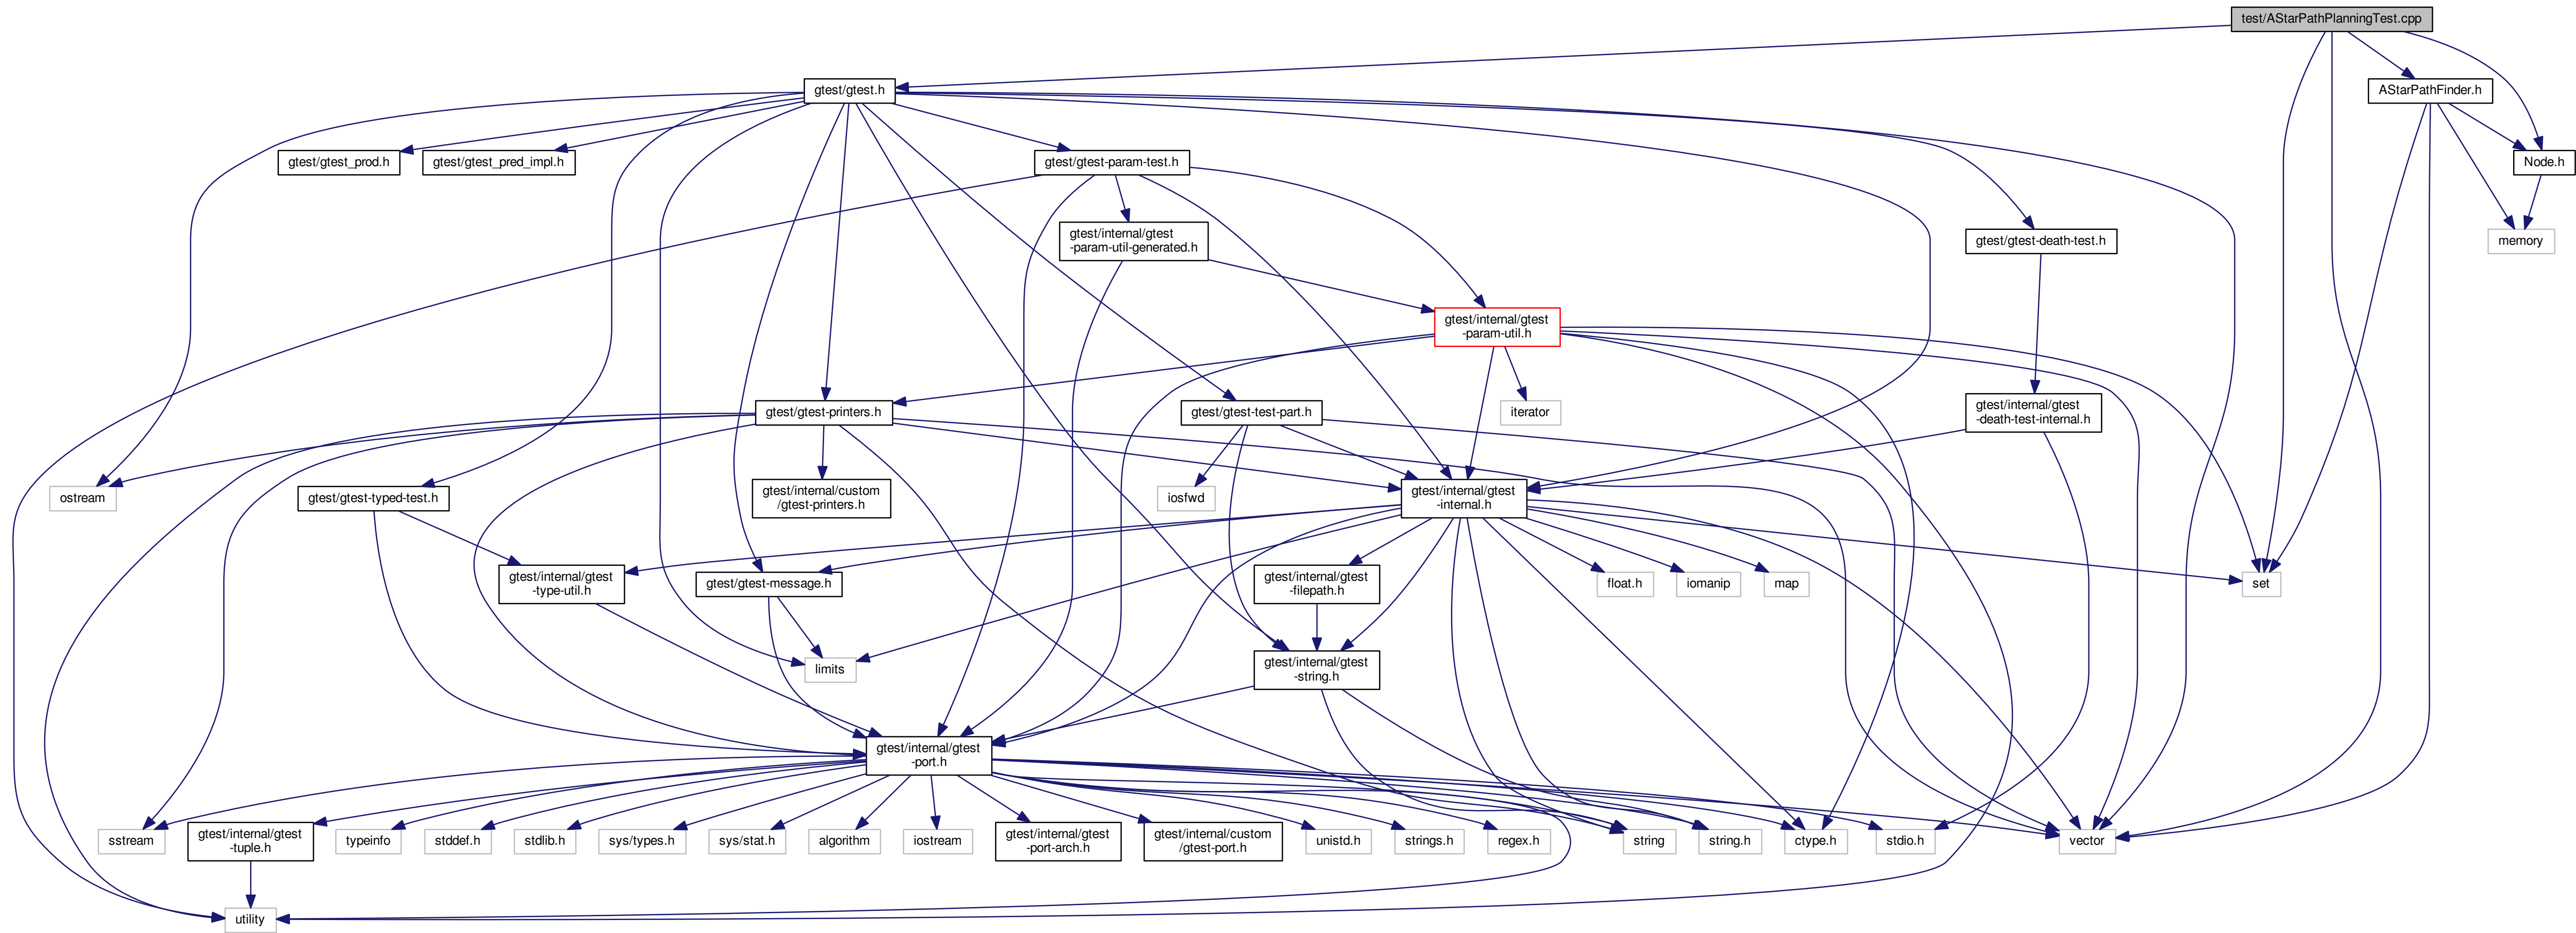 test/AStarPathPlanningTest.cpp
gtest/gtest.h
AStarPathFinder.h
gtest/gtest_prod.h
gtest/gtest_pred_impl.h
gtest/gtest-param-test.h
Node.h
gtest/internal/gtest
-param-util-generated.h
gtest/gtest-death-test.h
memory
gtest/internal/gtest
-param-util.h
gtest/gtest-printers.h
gtest/gtest-test-part.h
iterator
gtest/internal/gtest
-death-test-internal.h
ostream
gtest/gtest-typed-test.h
gtest/internal/custom
/gtest-printers.h
iosfwd
gtest/internal/gtest
-internal.h
gtest/internal/gtest
-type-util.h
gtest/gtest-message.h
gtest/internal/gtest
-filepath.h
float.h
iomanip
map
set
limits
gtest/internal/gtest
-string.h
gtest/internal/gtest
-port.h
sstream
gtest/internal/gtest
-tuple.h
typeinfo
stddef.h
stdlib.h
sys/types.h
sys/stat.h
algorithm
iostream
gtest/internal/gtest
-port-arch.h
gtest/internal/custom
/gtest-port.h
unistd.h
strings.h
regex.h
string
string.h
ctype.h
stdio.h
vector
utility